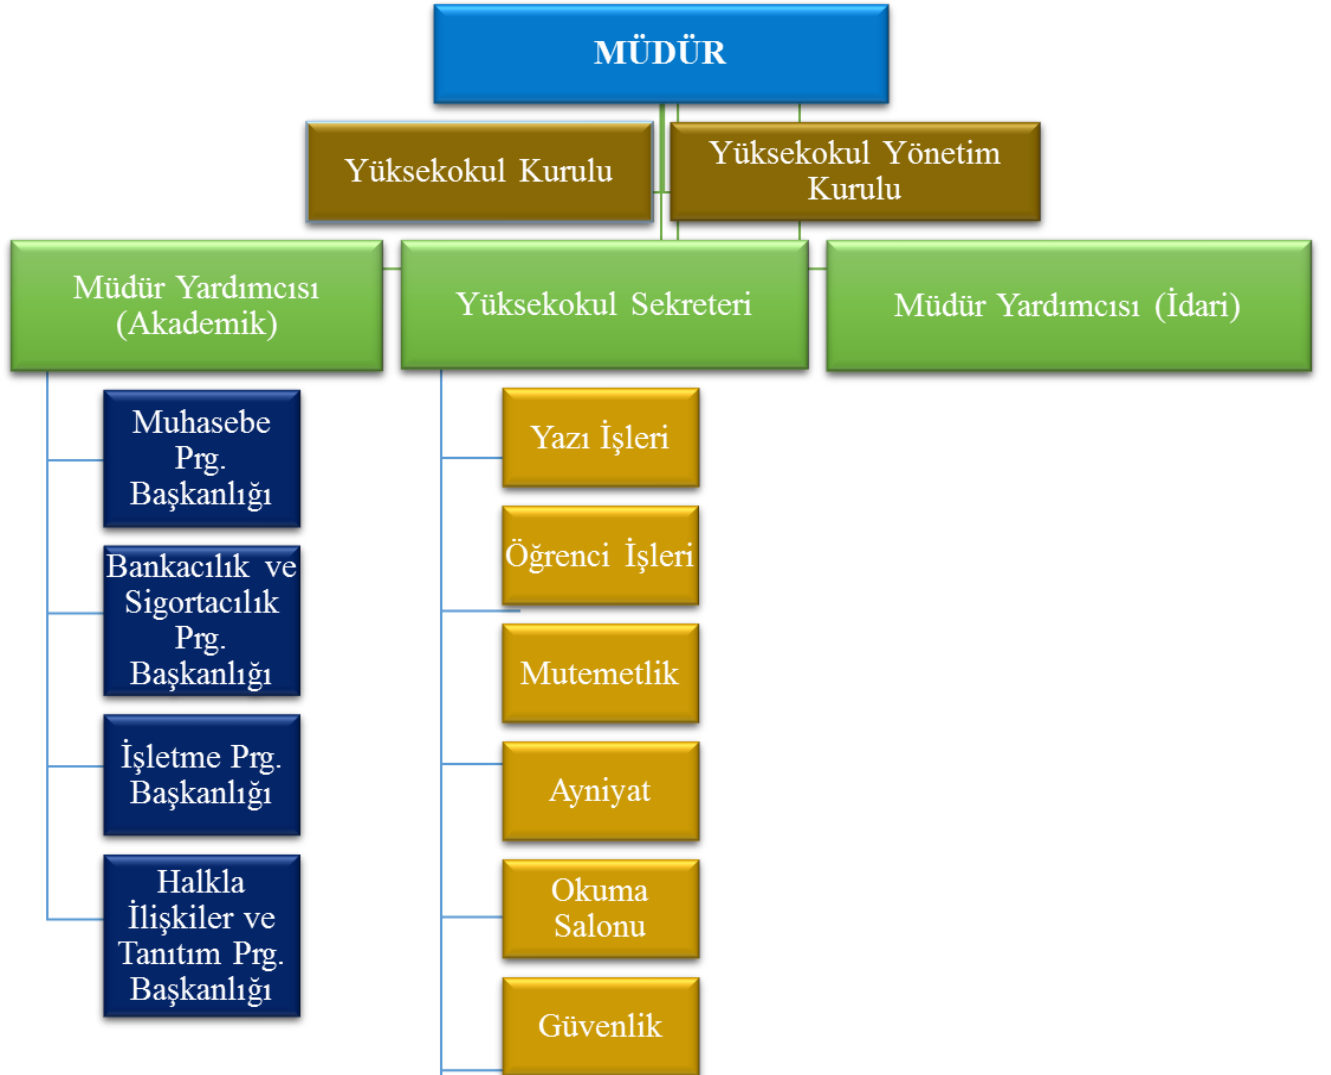 MÜDÜR
Yüksekokul Kurulu
Yüksekokul Yönetim
Kurulu
Müdür Yardımcısı
(Akademik)
Yüksekokul Sekreteri
Müdür Yardımcısı (İdari)
Muhasebe
Prg.
Başkanlığı
Bankacılık ve
Sigortacılık
Prg.
Başkanlığı
İşletme Prg.
Başkanlığı
Halkla
İlişkiler ve
Tanıtım Prg.
Başkanlığı
Yazı İşleri
Öğrenci İşleri
Mutemetlik
Ayniyat
Okuma
Salonu
Güvenlik